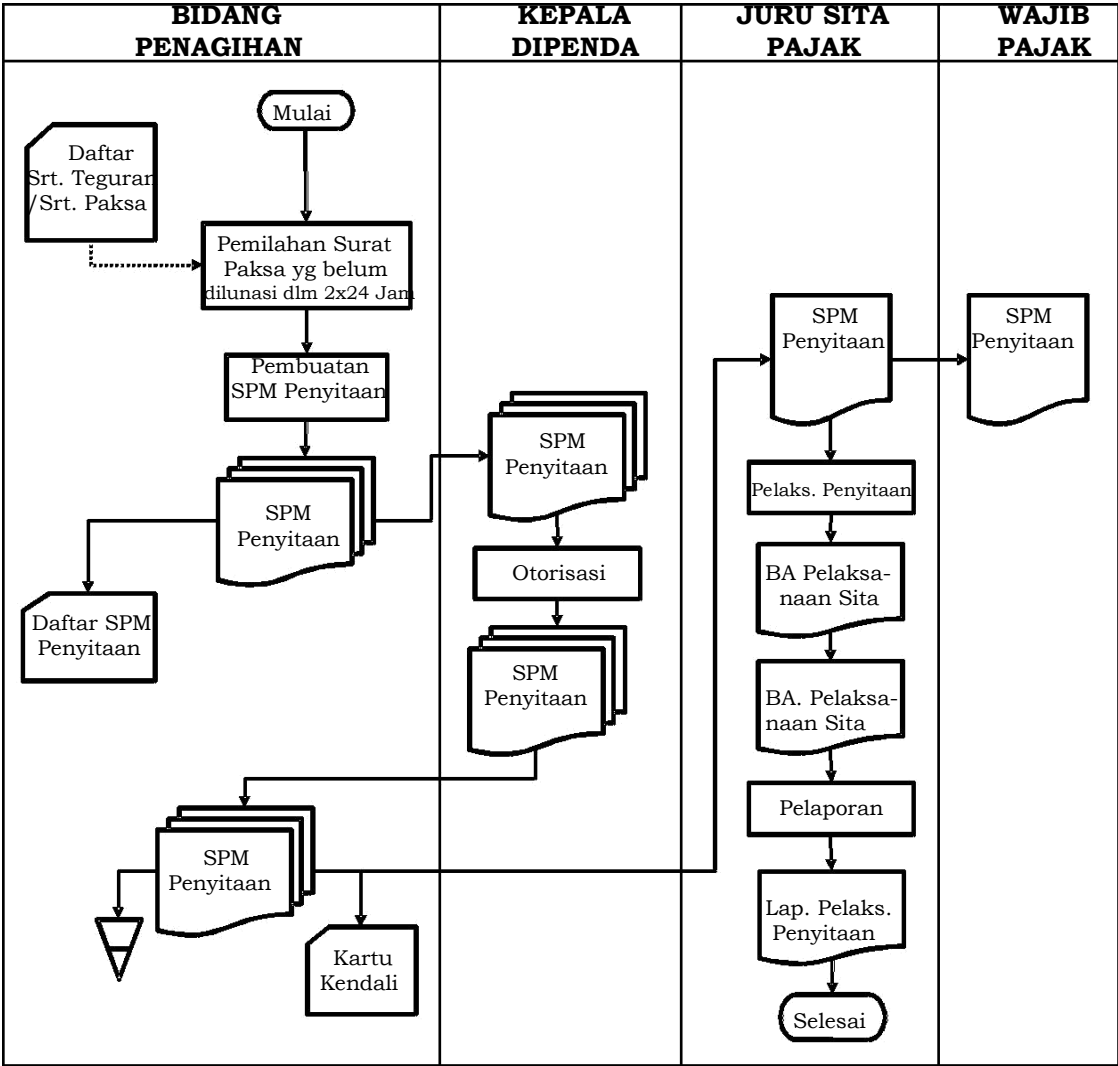 BIDANG
PENAGIHAN
KEPALA
DIPENDA
JURU SITA
PAJAK
WAJIB
PAJAK
Mulai
Daftar
Srt. Teguran
/Srt. Paksa
Pemilahan Surat
Paksa yg belum
dilunasi dlm 2x24 Jam
Pembuatan
SPM Penyitaan
SPM
Penyitaan
Daftar SPM
Penyitaan
SPM
Penyitaan
Otorisasi
SPM
Penyitaan
SPM
Penyitaan
Kartu
Kendali
SPM
Penyitaan
Pelaks. Penyitaan
BA Pelaksa-
naan Sita
BA. Pelaksa-
naan Sita
Pelaporan
Lap. Pelaks.
Penyitaan
Selesai
SPM
Penyitaan